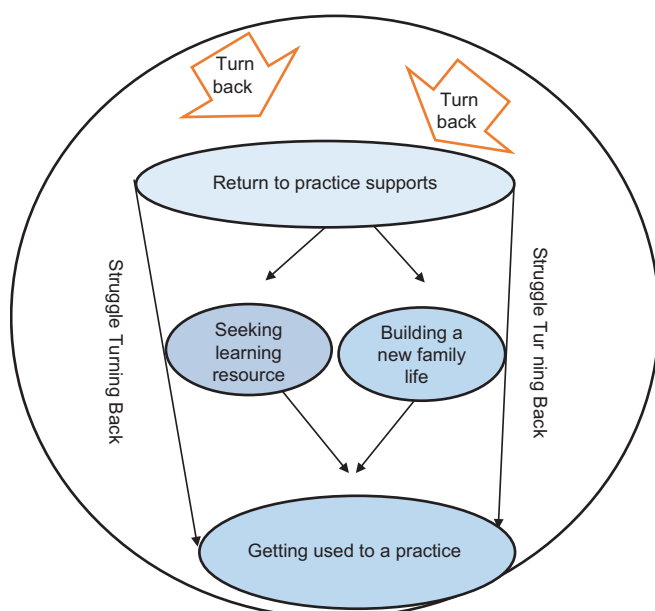 Turn
back
Turn
back
Return to practice supports
Struggle Turning Back
Struggle Tur ning Back
Seeking
learning
resource
Building a
new family
life
Getting used to a practice